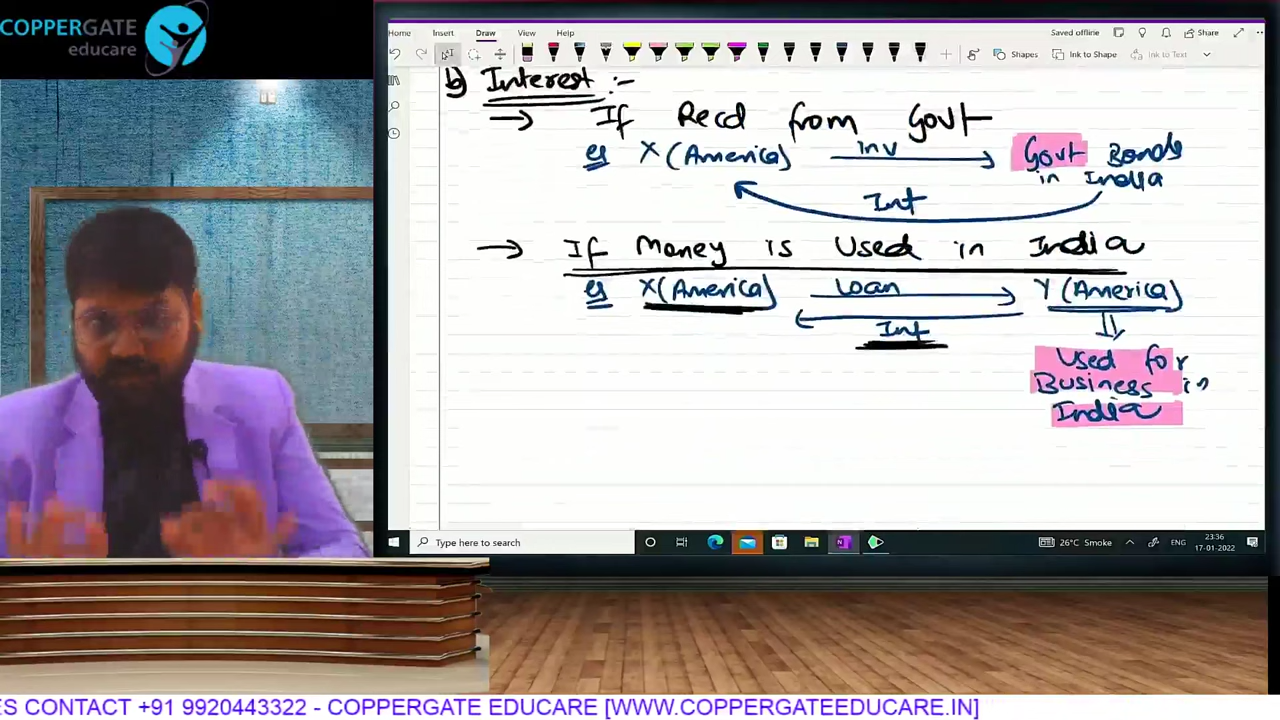 COPPERGATE
educare
Home Insert Draw View Help
Saved offline
Share
Shapes
Ink to Shape
Ink to Text
b) Interest :-
→ If Recd from Govt
eg X (America) inv Govt Bonds
in India
Int
→ If Money is Used in India
eg X (America) Loan Y (America)
Int
Used for
Business in
India
Type here to search
26°C Smoke
ENG
23:36
17-01-2022
ES CONTACT +91 9920443322 - COPPERGATE EDUCARE [WWW.COPPERGATEEDUCARE.IN]